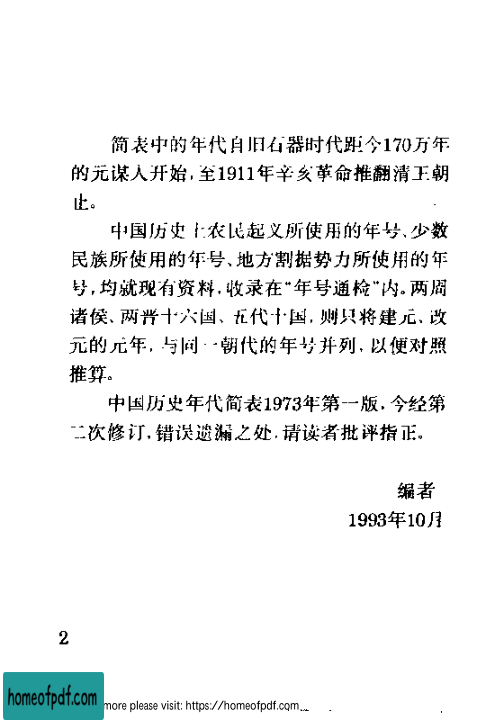 简表中的年代自旧石器时代距今170万年
的元谋人开始,至1911年辛亥革命推翻清王朝
止。
中国历史上农民起义所使用的年号、少数
民族所使用的年号、地方割据势力所使用的年
号,均就现有资料,收录在“年号通检”内。两周
诸侯、两晋十六国、五代十国,则只将建元、改
元的元年,与同一朝代的年号并列,以便对照
推算。
中国历史年代简表1973年第一版,今经第
二次修订,错误遗漏之处,请读者批评指正。
编者
1993年10月
2
homeofpdf.com
more please visit: https://homeofpdf.com